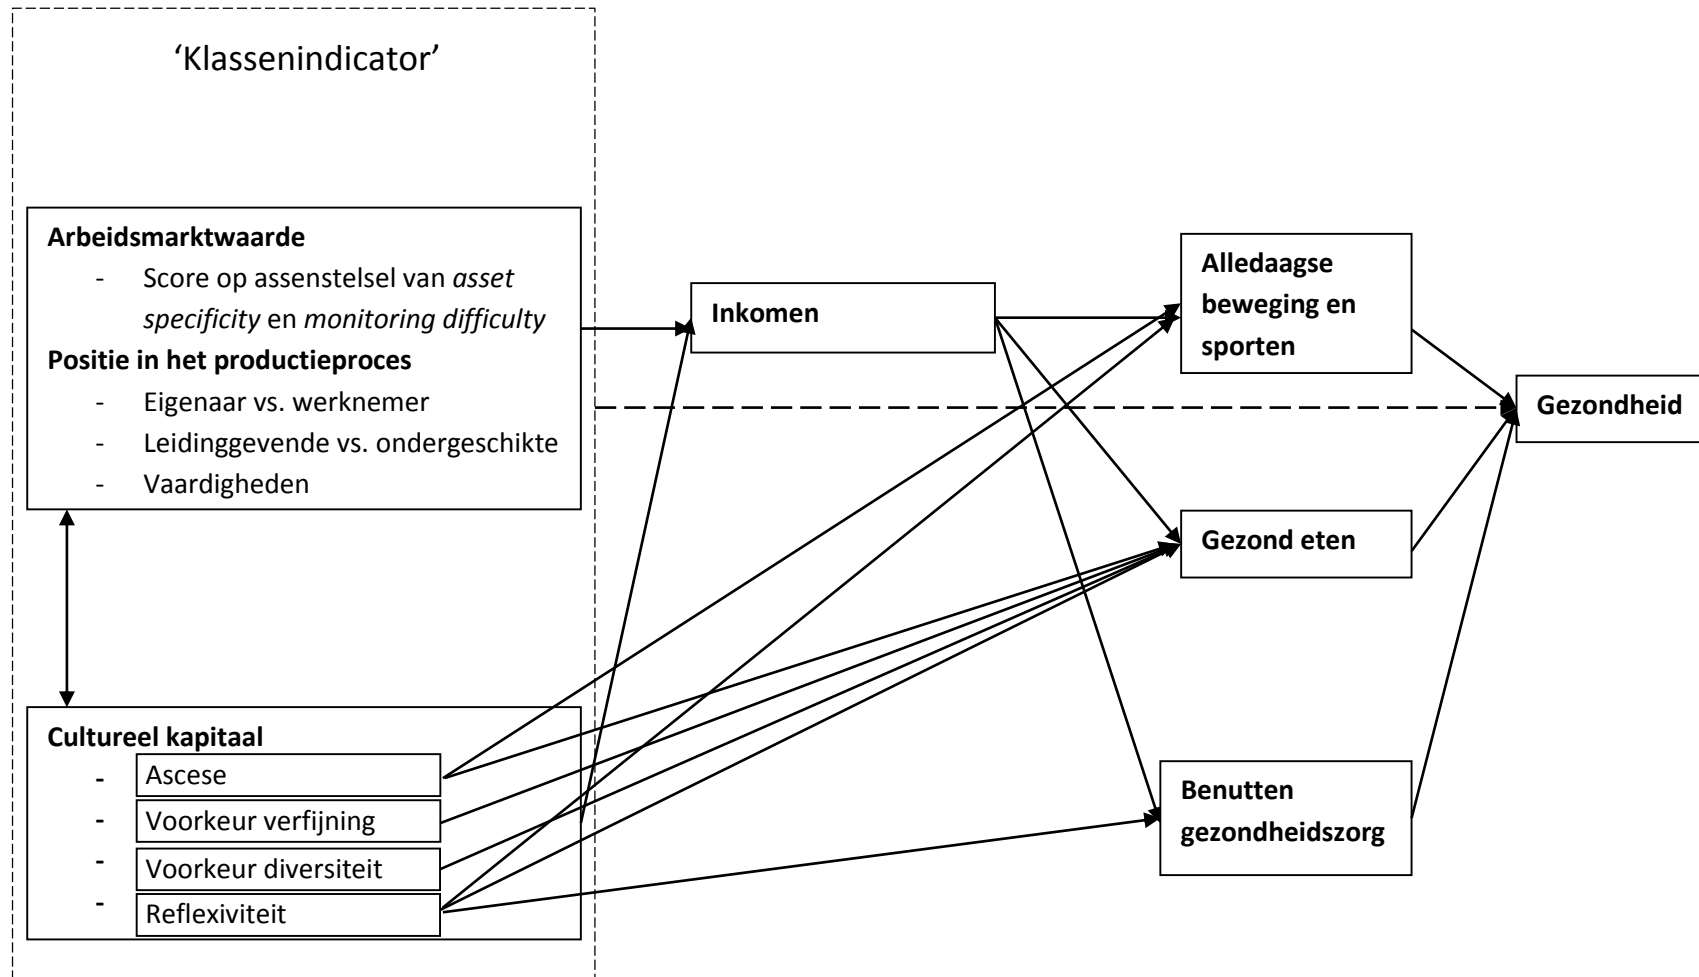 ‘Klassenindicator’
Arbeidsmarktwaarde
- Score op assenstelsel van asset
specificity en monitoring difficulty
Positie in het productieproces
- Eigenaar vs. werknemer
- Leidinggevende vs. ondergeschikte
- Vaardigheden
Cultureel kapitaal
- Ascese
- Voorkeur verfijning
- Voorkeur diversiteit
- Reflexiviteit
Inkomen
Alledaagse
beweging en
sporten
Gezond eten
Benutten
gezondheidszorg
Gezondheid